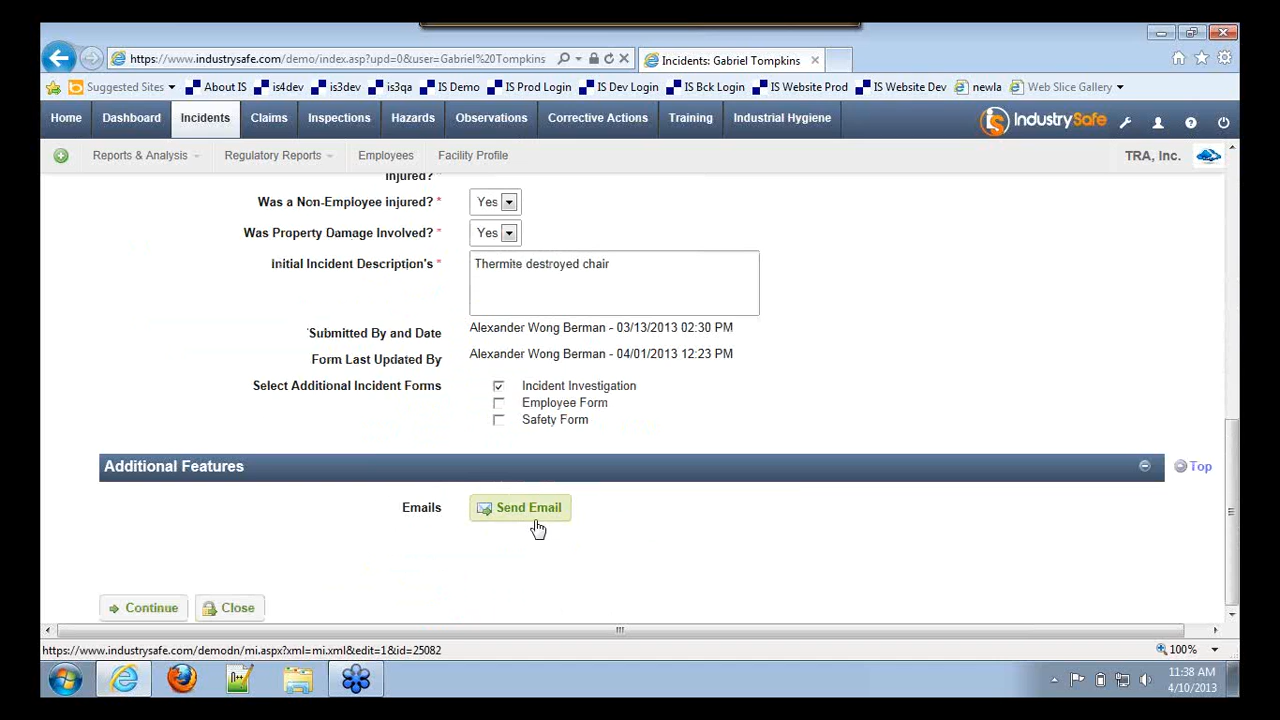 https://www.industrysafe.com/demo/index.asp?upd=0&user=Gabriel%20Tompkins
Incidents: Gabriel Tompkins
Suggested Sites About IS is4dev is3dev is3qa IS Demo IS Prod Login IS Dev Login IS Bck Login IS Website Prod IS Website Dev newla Web Slice Gallery
Home Dashboard Incidents Claims Inspections Hazards Observations Corrective Actions Training Industrial Hygiene IndustrySafe
Reports & Analysis Regulatory Reports Employees Facility Profile TRA, Inc.
Injured? *
Was a Non-Employee injured? * Yes
Was Property Damage Involved? * Yes
Initial Incident Description's * Thermite destroyed chair
Submitted By and Date Alexander Wong Berman - 03/13/2013 02:30 PM
Form Last Updated By Alexander Wong Berman - 04/01/2013 12:23 PM
Select Additional Incident Forms Incident Investigation
Employee Form
Safety Form
Additional Features Top
Emails Send Email
Continue Close
https://www.industrysafe.com/demodn/mi.aspx?xml=mi.xml&edit=1&id=25082 100%
11:38 AM
4/10/2013